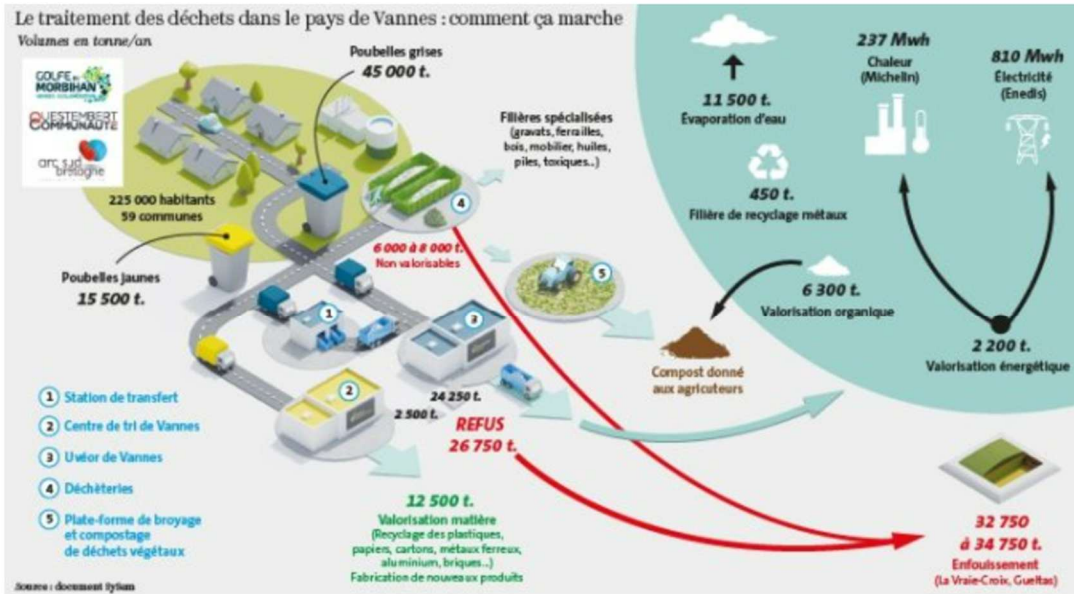 Le traitement des déchets dans le pays de Vannes : comment ça marche
Volumes en tonne/an
GOLFE DU
MORBIHAN
QUESTEMBERT
COMMUNAUTÉ
arc sud
bretagne
Poubelles grises
45 000 t.
225 000 habitants
59 communes
Poubelles jaunes
15 500 t.
Filières spécialisées
(gravats, ferrailles,
bois, mobilier, huiles,
piles, toxiques...)
4
6 000 à 8 000 t.
Non valorisables
5
1
3
2
11 500 t.
Évaporation d'eau
450 t.
Filière de recyclage métaux
237 Mwh
Chaleur
(Michelin)
810 Mwh
Électricité
(Enedis)
6 300 t.
Valorisation organique
Compost donné
aux agricuteurs
2 200 t.
Valorisation énergétique
1 Station de transfert
2 Centre de tri de Vannes
3 Uvéor de Vannes
4 Déchèteries
5 Plate-forme de broyage
et compostage
de déchets végétaux
24 250 t.
2 500 t.
REFUS
26 750 t.
12 500 t.
Valorisation matière
(Recyclage des plastiques,
papiers, cartons, métaux ferreux,
aluminium, briques...)
Fabrication de nouveaux produits
32 750
à 34 750 t.
Enfouissement
(La Vraie-Croix, Gueltas)
Source : document SySem